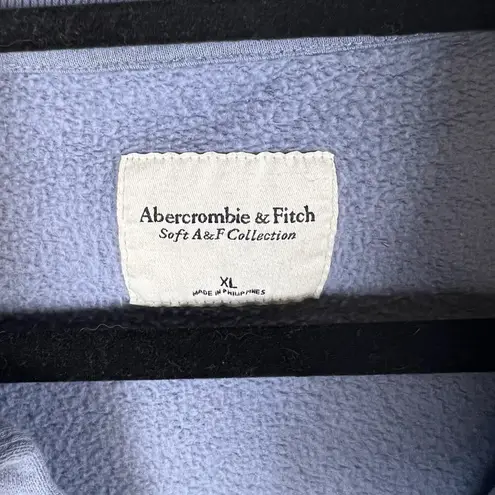 Abercrombie & Fitch
Soft A&F Collection
XL
MADE IN PHILIPPINES